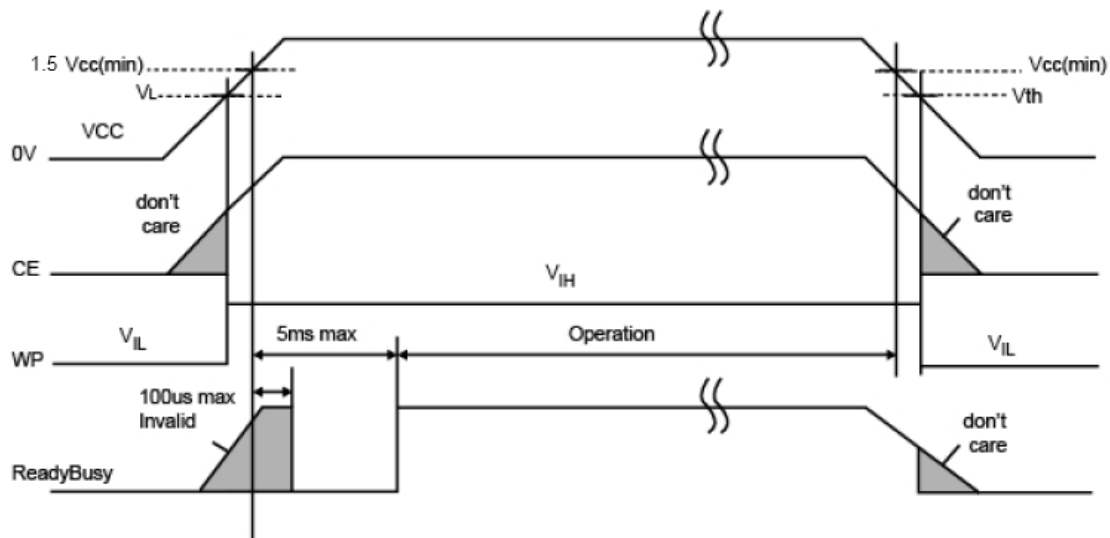 1.5 Vcc(min)
Vcc(min)
VL
Vth
VCC
0V
don't
care
don't
care
CE
VIH
VIL
5ms max
Operation
VIL
WP
100us max
Invalid
don't
care
ReadyBusy